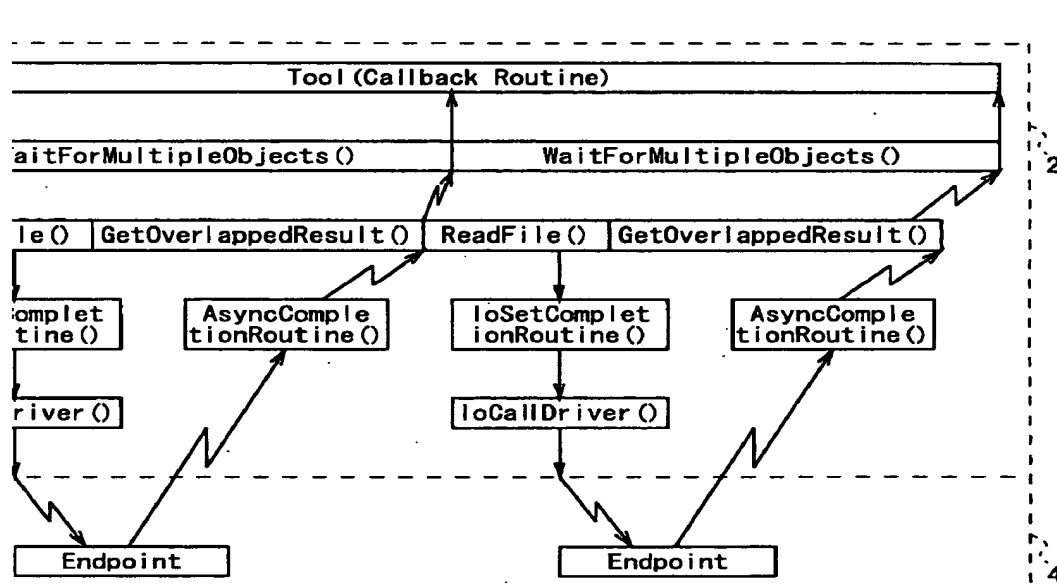 Tool(Callback Routine)
aitForMultipleObjects()
WaitForMultipleObjects()
2
le()
GetOverlappedResult()
ReadFile()
GetOverlappedResult()
omplet
tine()
AsyncComple
tionRoutine()
IoSetComplet
ionRoutine()
AsyncComple
tionRoutine()
river()
IoCallDriver()
Endpoint
Endpoint
4